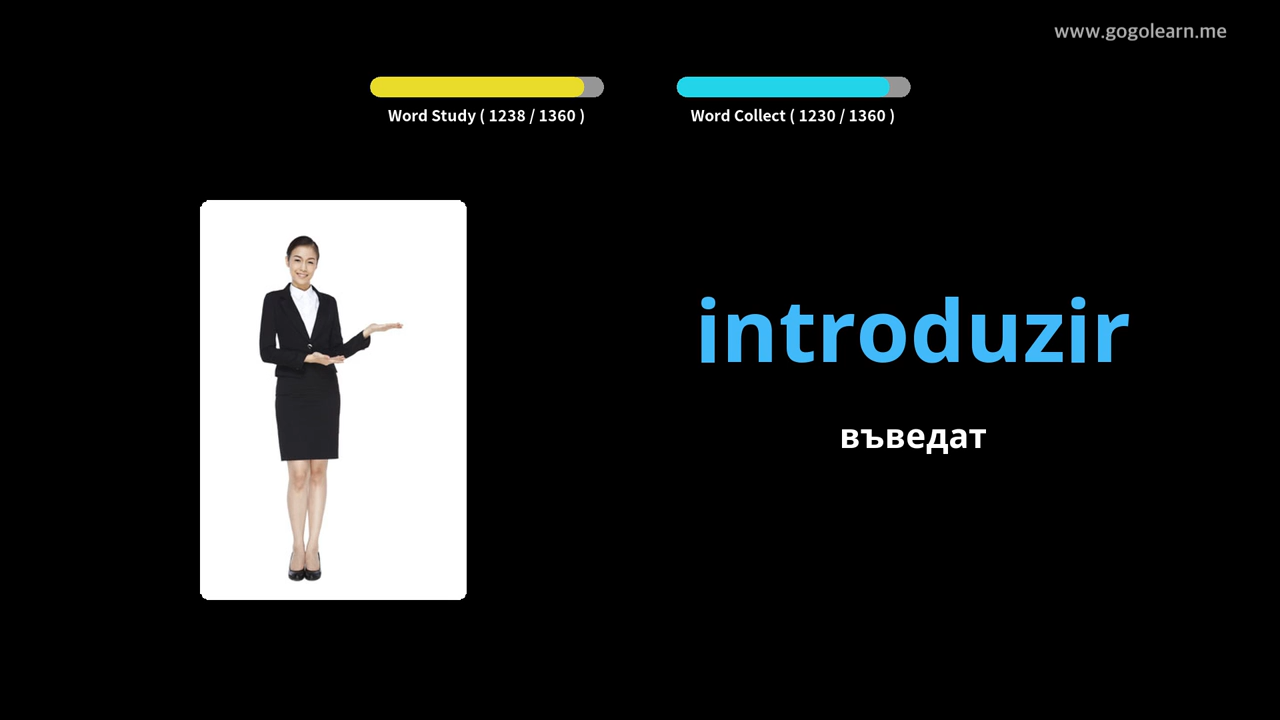 www.gogolearn.me
Word Study ( 1238 / 1360 )
Word Collect ( 1230 / 1360 )
introduzir
въведат